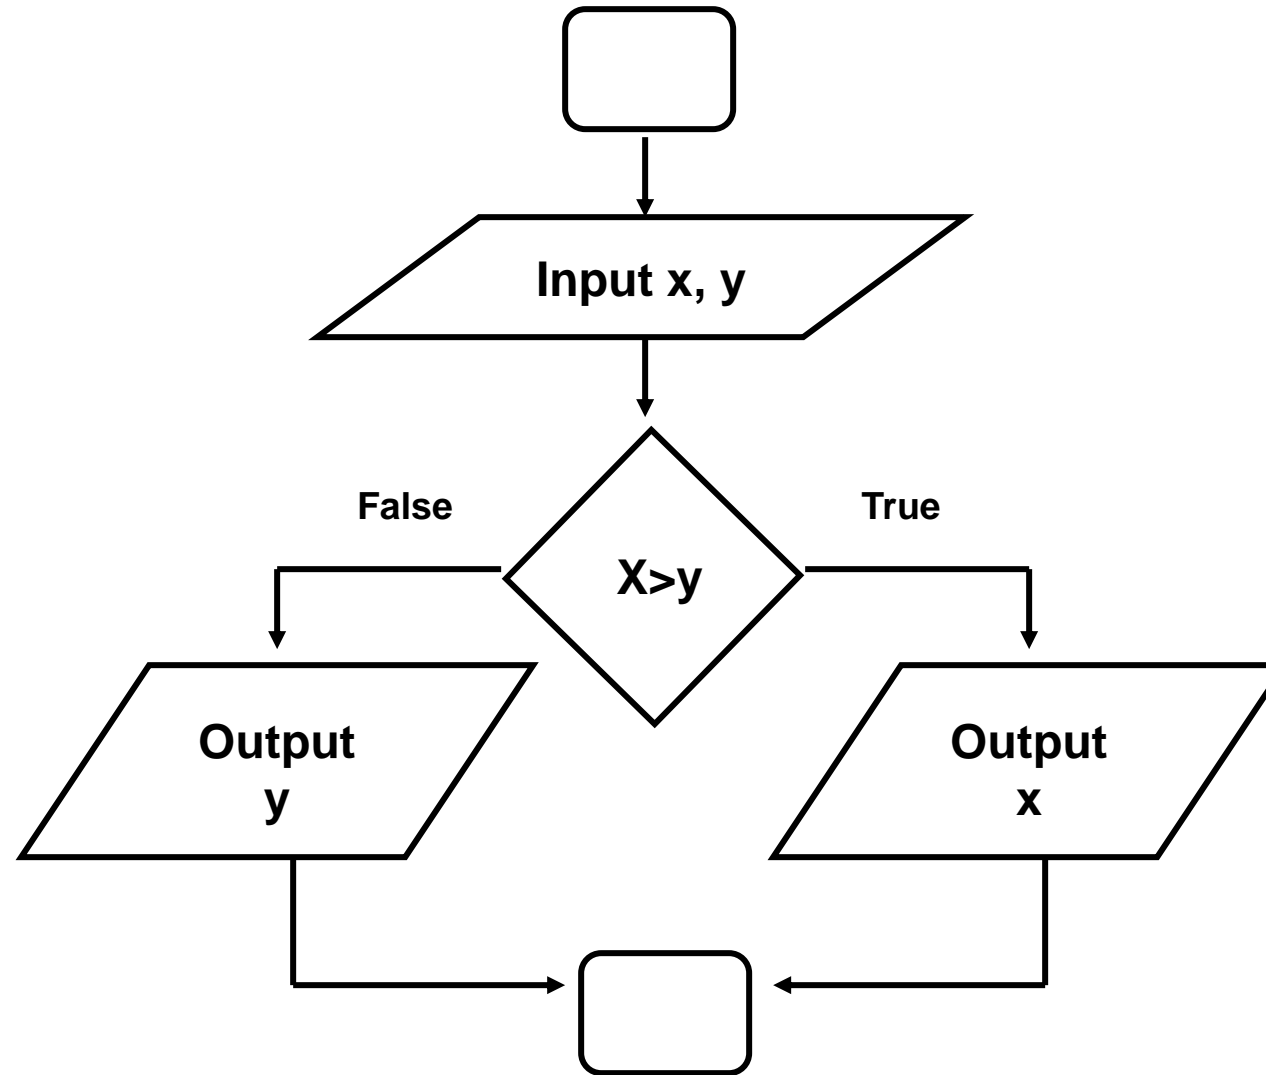 Input x, y
False
True
X>y
Output
y
Output
x